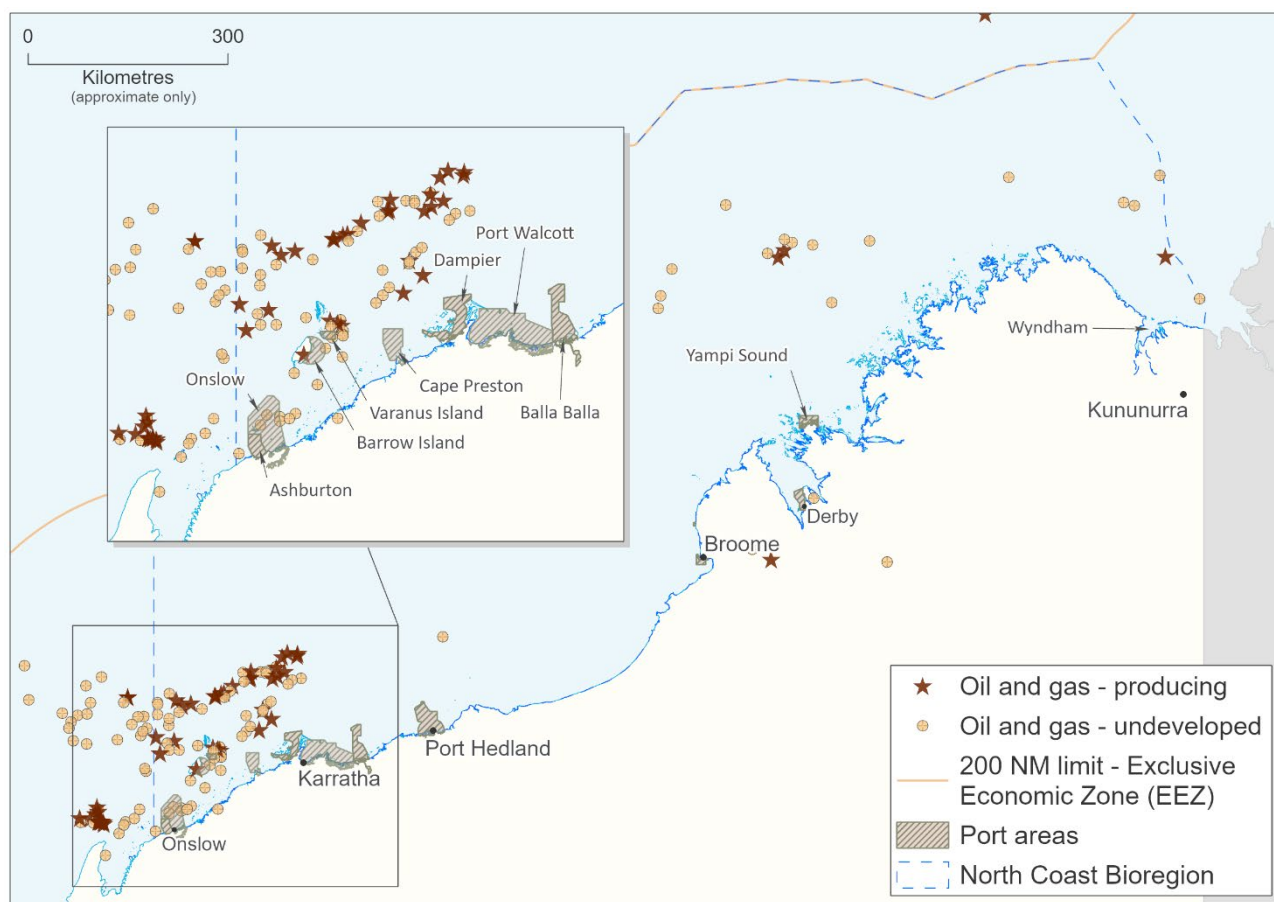 0
300
Kilometres
(approximate only)
Port Walcott
Dampier
Onslow
Cape Preston
Varanus Island
Balla Balla
Barrow Island
Ashburton
Wyndham
Yampi Sound
Kununurra
Derby
Broome
Port Hedland
Karratha
Onslow
Oil and gas - producing
Oil and gas - undeveloped
200 NM limit - Exclusive
Economic Zone (EEZ)
Port areas
North Coast Bioregion